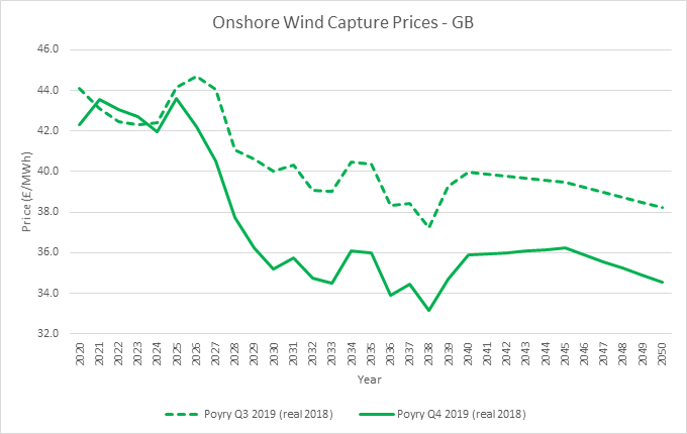 Onshore Wind Capture Prices - GB
46.0
44.0
42.0
40.0
38.0
36.0
34.0
32.0
Price (£/MWh)
2020 2021 2022 2023 2024 2025 2026 2027 2028 2029 2030 2031 2032 2033 2034 2035 2036 2037 2038 2039 2040 2041 2042 2043 2044 2045 2046 2047 2048 2049 2050
Year
Poyry Q3 2019 (real 2018) Poyry Q4 2019 (real 2018)